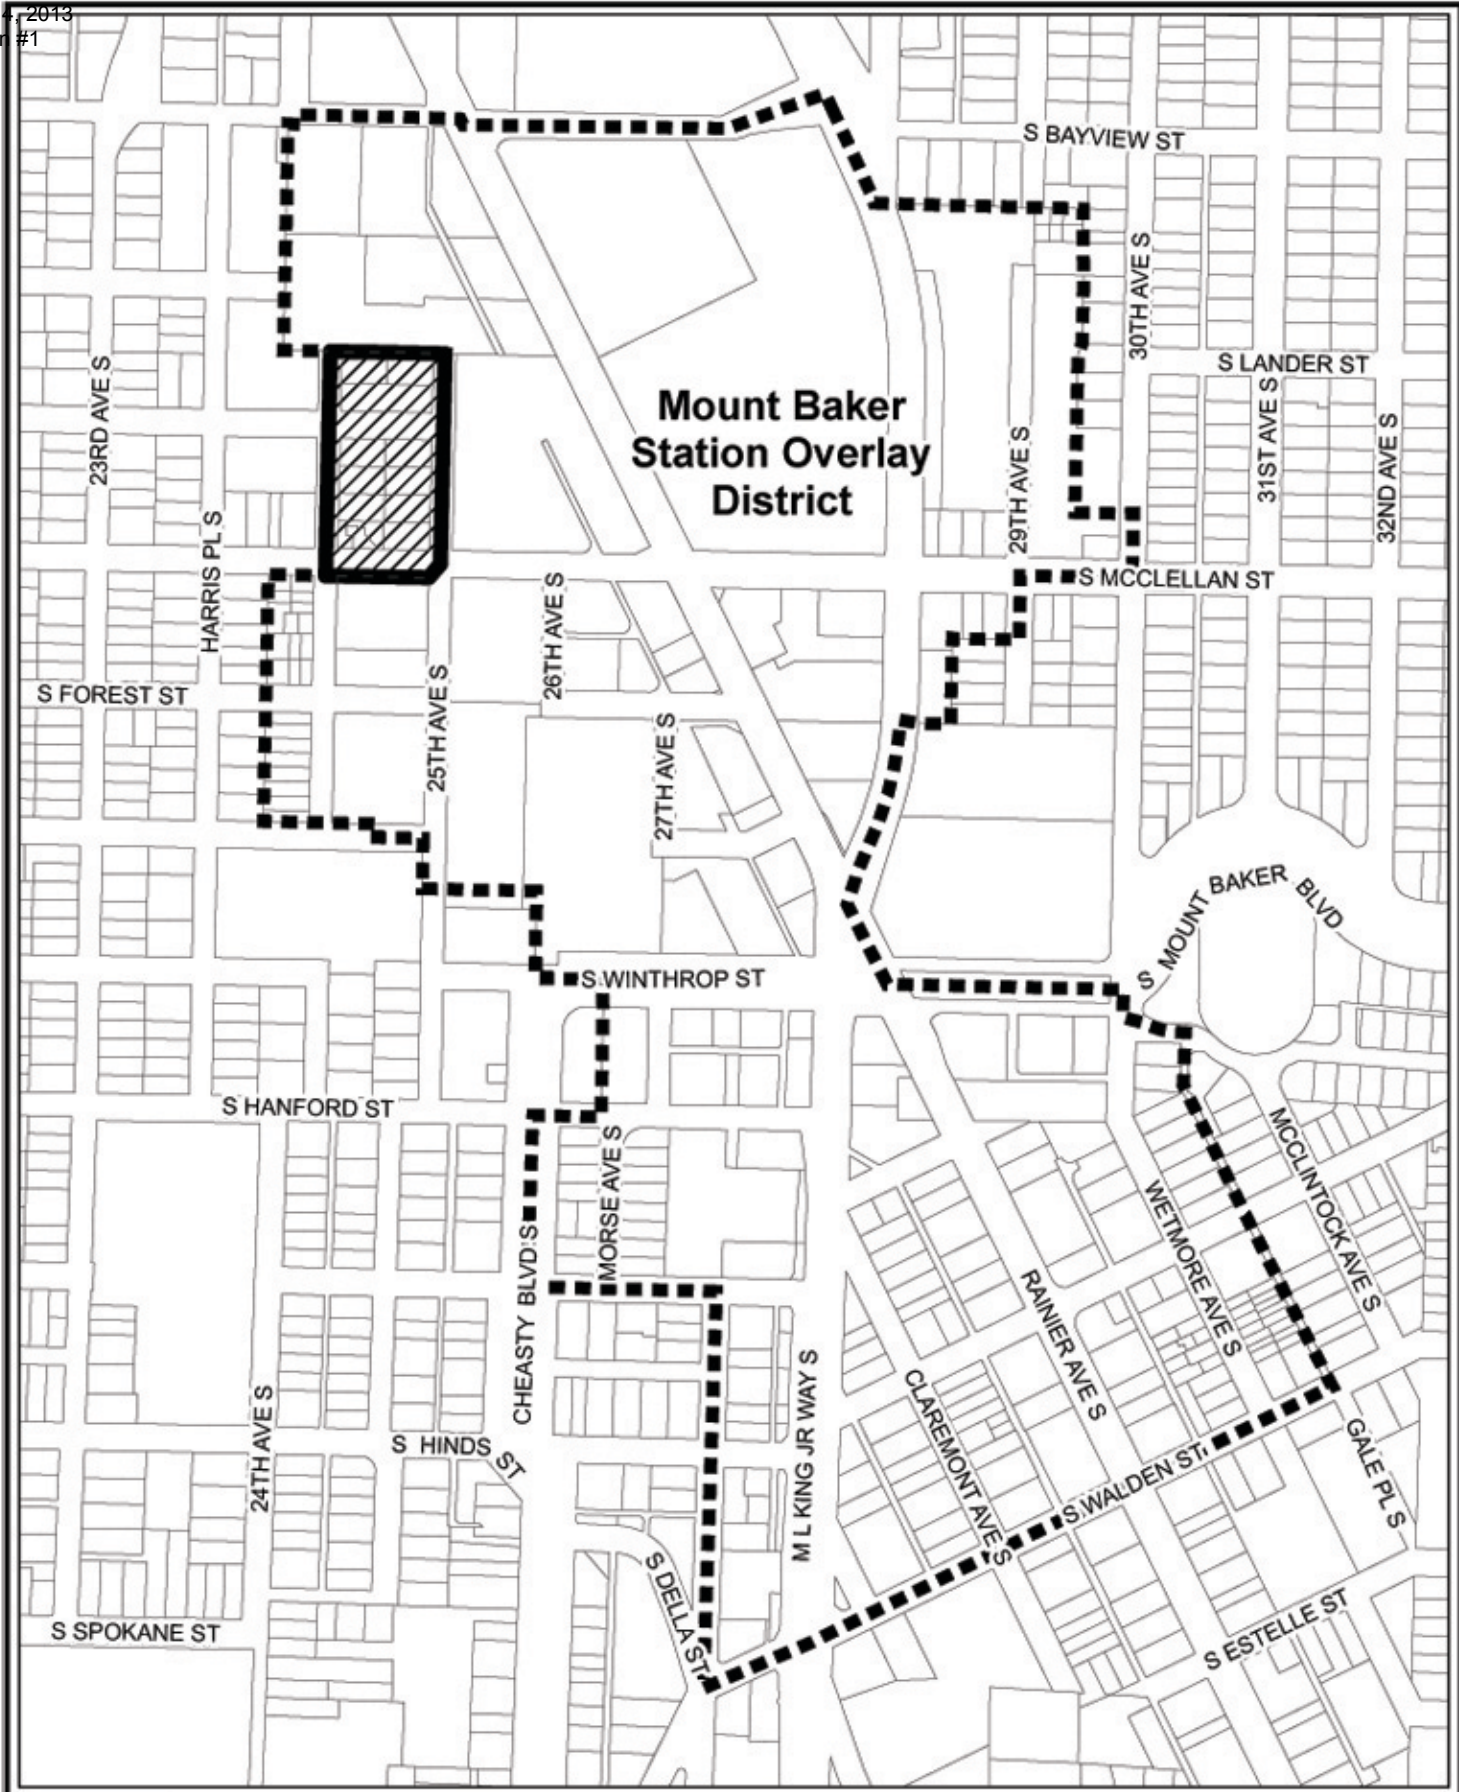 4, 2013
n #1
S BAYVIEW ST
30TH AVE S
S LANDER ST
23RD AVE S
Mount Baker
Station Overlay
District
31ST AVE S
32ND AVE S
29TH AVE S
HARRIS PL S
S MCCLELLAN ST
26TH AVE S
S FOREST ST
25TH AVE S
27TH AVE S
S MOUNT BAKER BLVD
S WINTHROP ST
S HANFORD ST
MORSE AVE S
MCCLINTOCK AVE S
WETMORE AVE S
CHEASTY BLVD S
RAINIER AVE S
M L KING JR WAY S
CLAREMONT AVE S
24TH AVE S
S HINDS ST
GALE PL S
S WALDEN ST
S DELLA ST
S SPOKANE ST
S ESTELLE ST